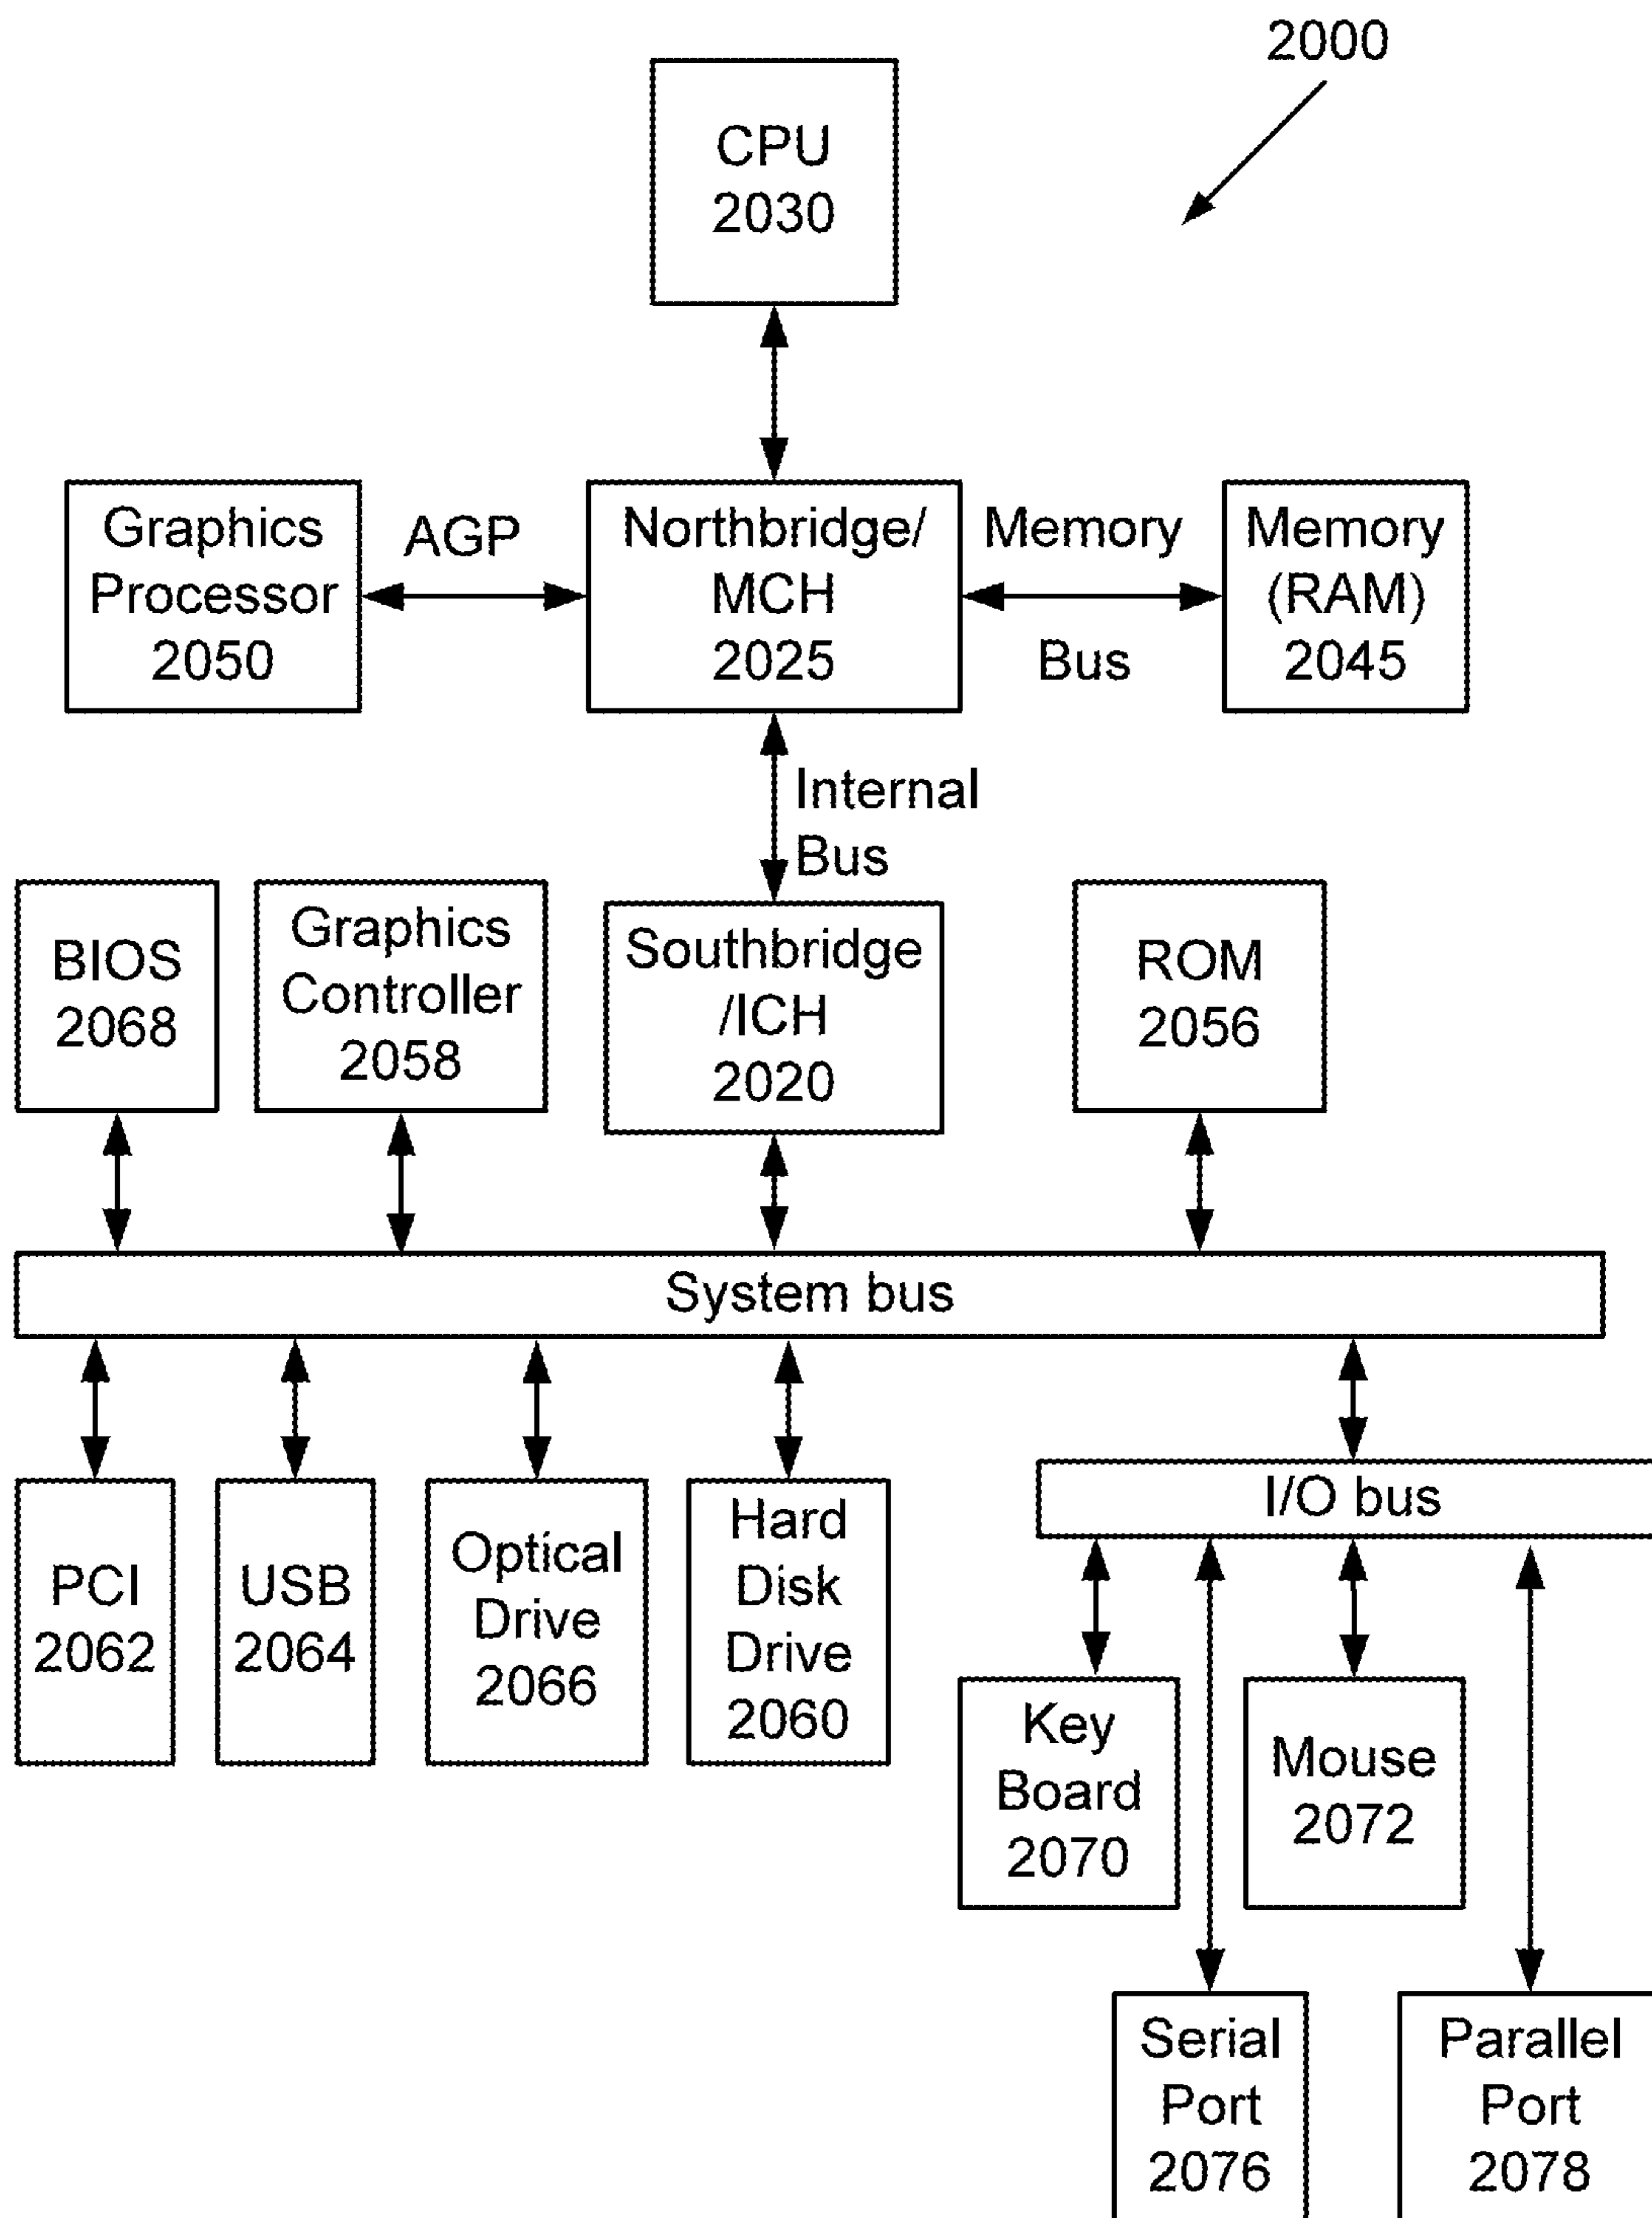 2000
CPU
2030
Graphics
Processor
2050
AGP
Northbridge/
MCH
2025
Memory
Bus
Memory
(RAM)
2045
Internal
Bus
BIOS
2068
Graphics
Controller
2058
Southbridge
/ICH
2020
ROM
2056
System bus
PCI
2062
USB
2064
Optical
Drive
2066
Hard
Disk
Drive
2060
I/O bus
Key
Board
2070
Mouse
2072
Serial
Port
2076
Parallel
Port
2078